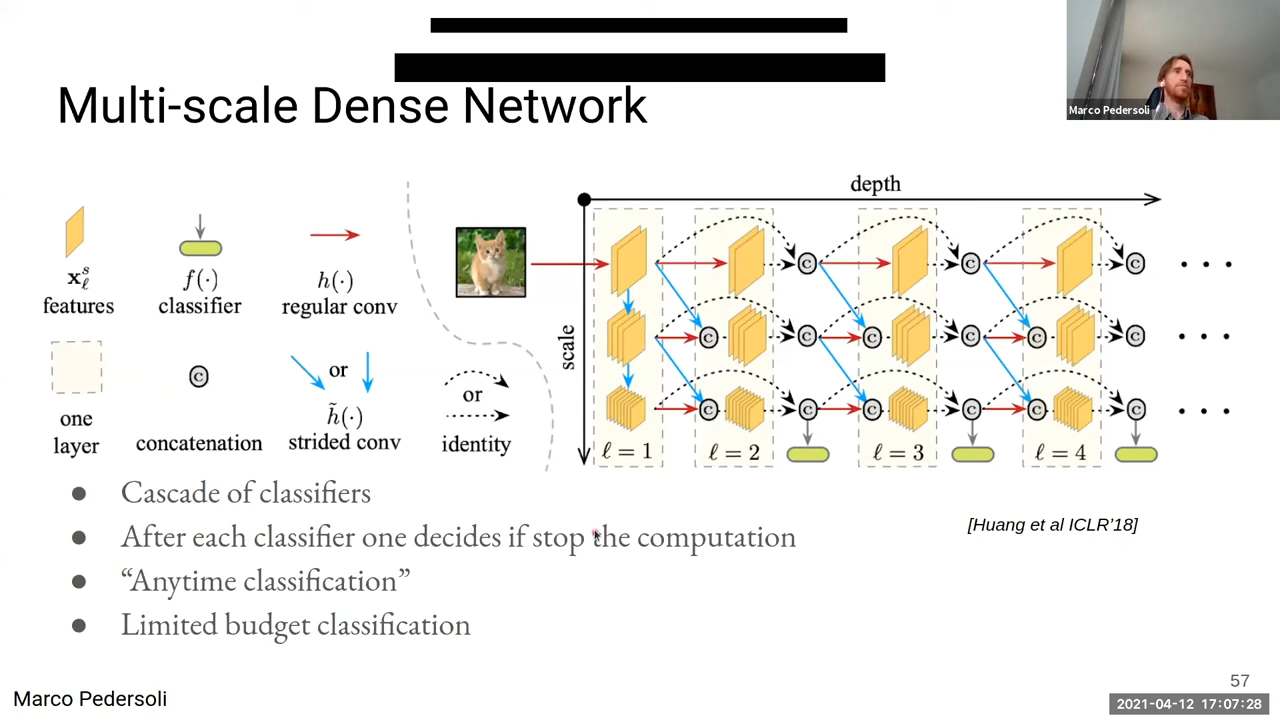 Marco Pedersoli
Multi-scale Dense Network
depth
scale
x_ℓ^s
features
f(·)
classifier
h(·)
regular conv
one
layer
c
concatenation
or
h̃(·)
strided conv
or
identity
c c c
c c c c c
c c c c c
ℓ = 1 ℓ = 2 ℓ = 3 ℓ = 4
● Cascade of classifiers
● After each classifier one decides if stop the computation
● “Anytime classification”
● Limited budget classification
[Huang et al ICLR’18]
57
Marco Pedersoli
2021-04-12 17:07:28